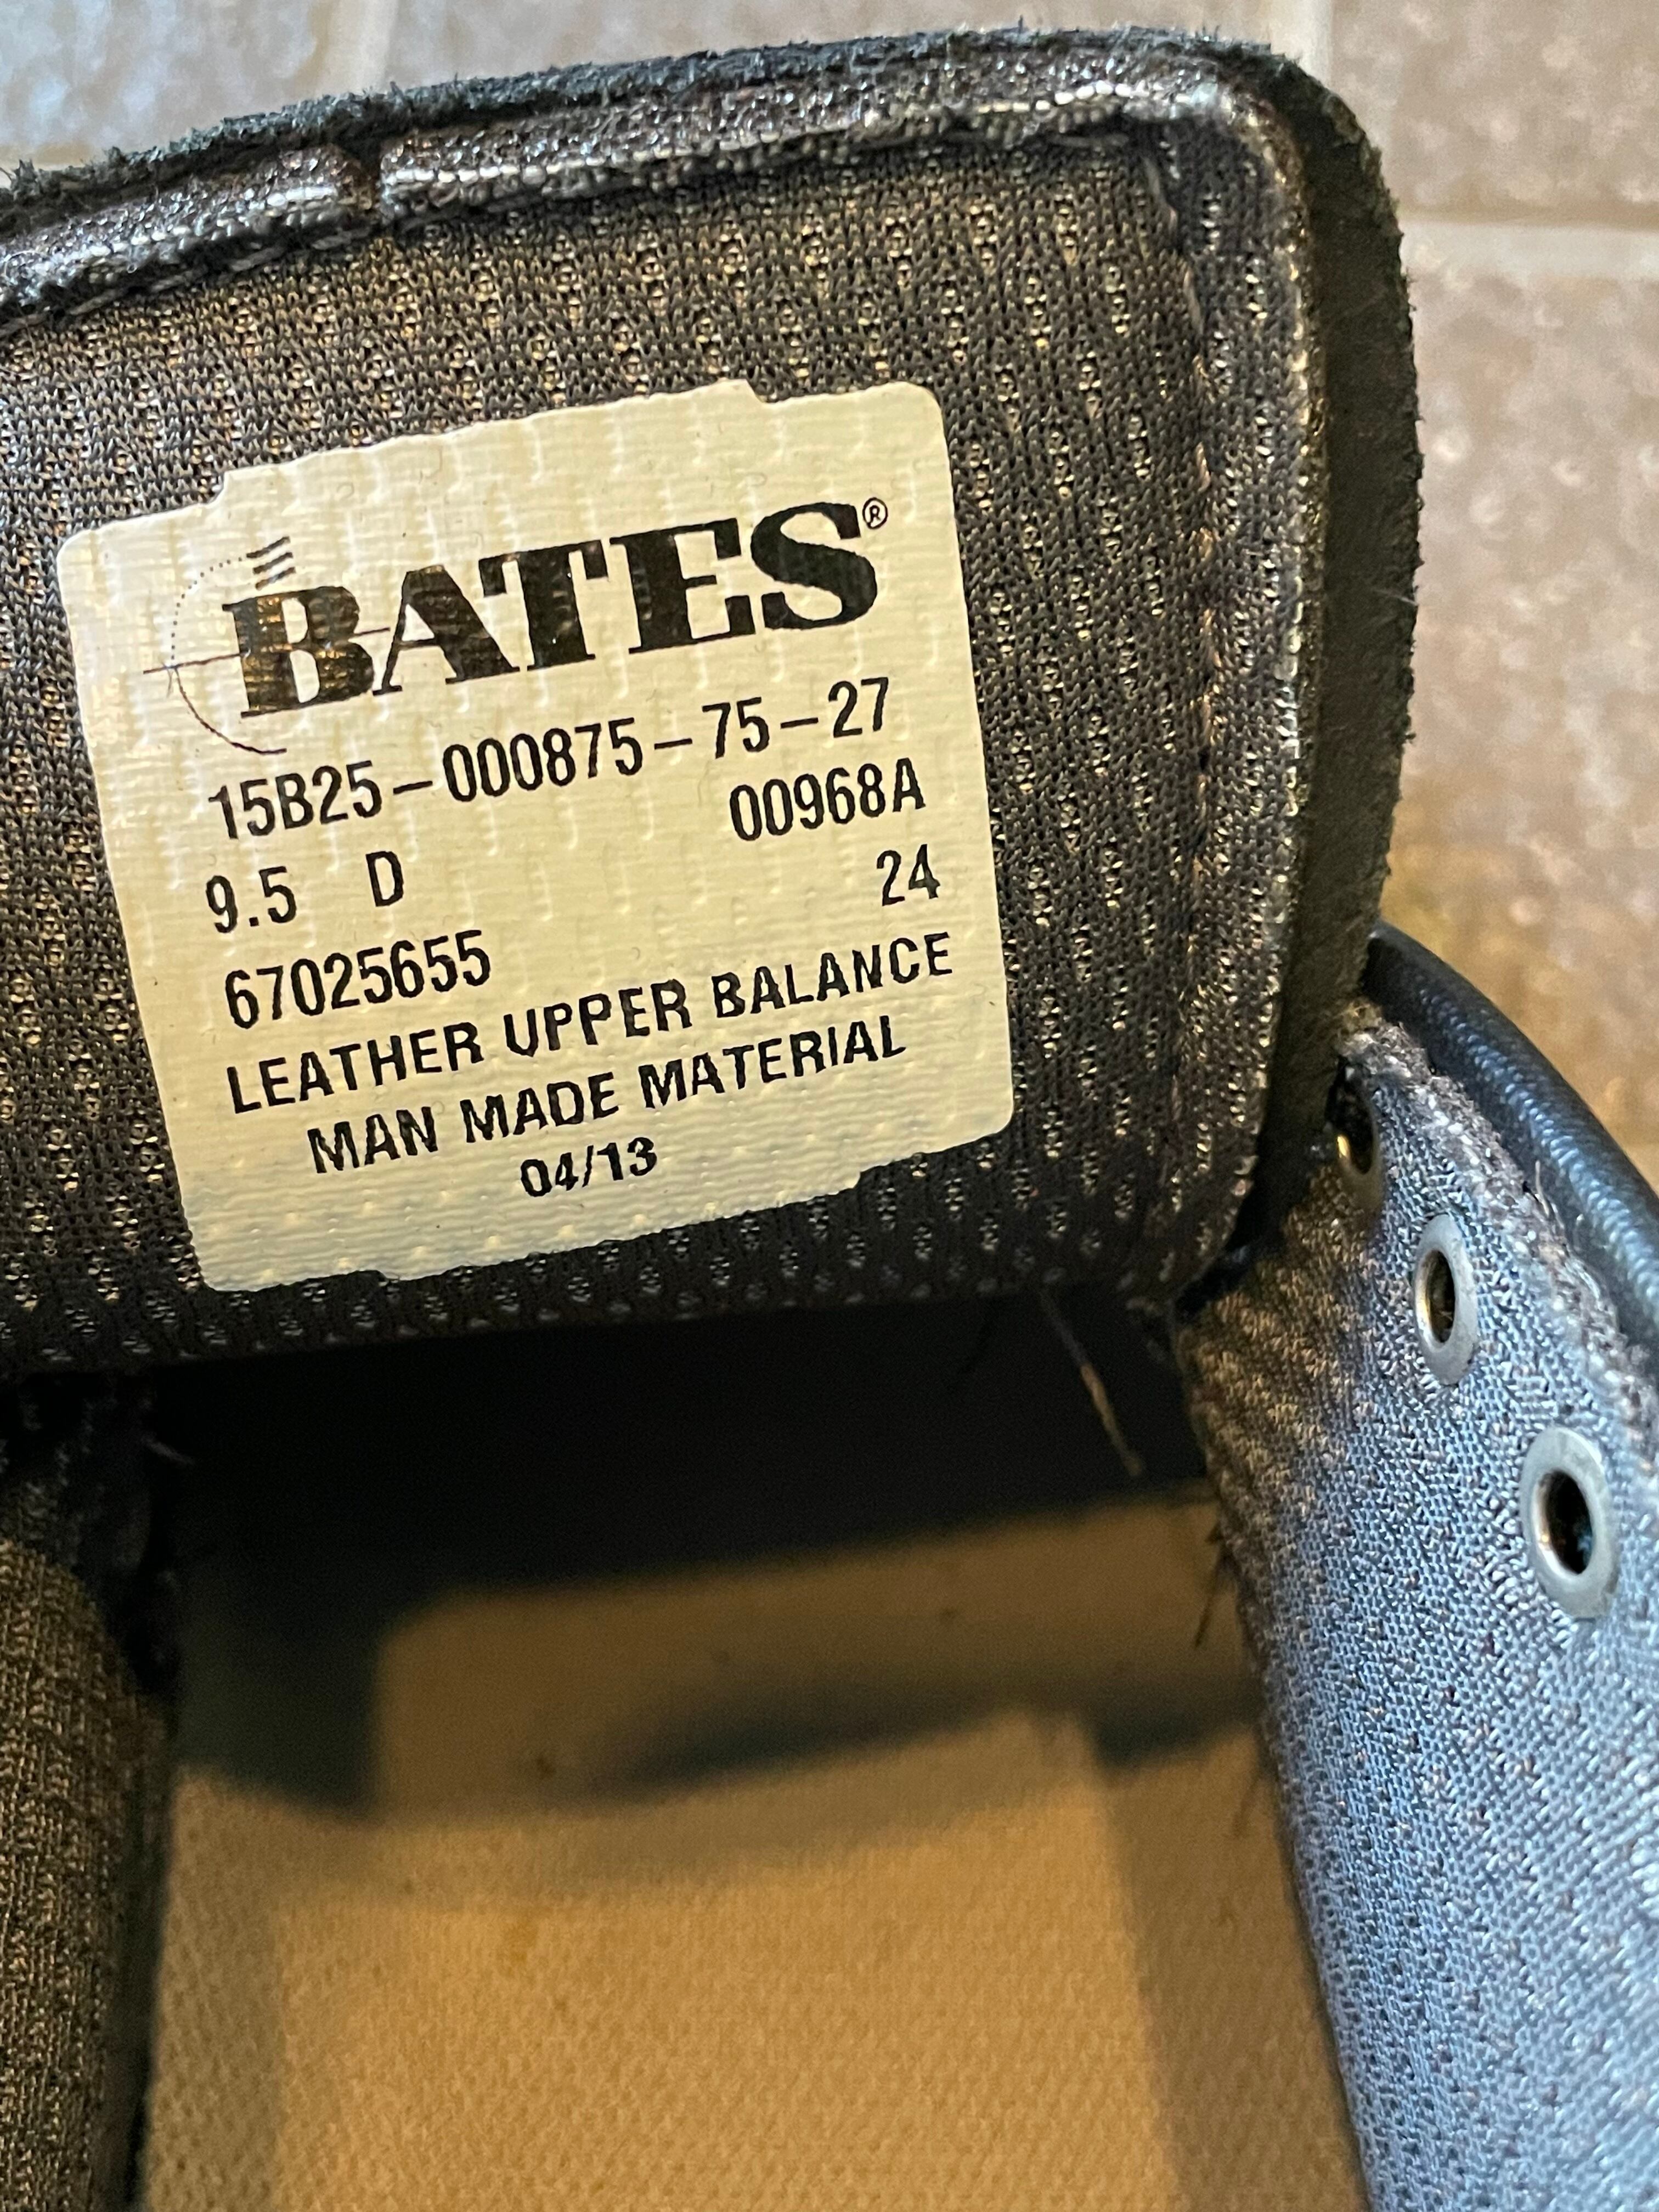 BATES®
15B25-000875-75-27
00968A
9.5 D 24
67025655
LEATHER UPPER BALANCE
MAN MADE MATERIAL
04/13